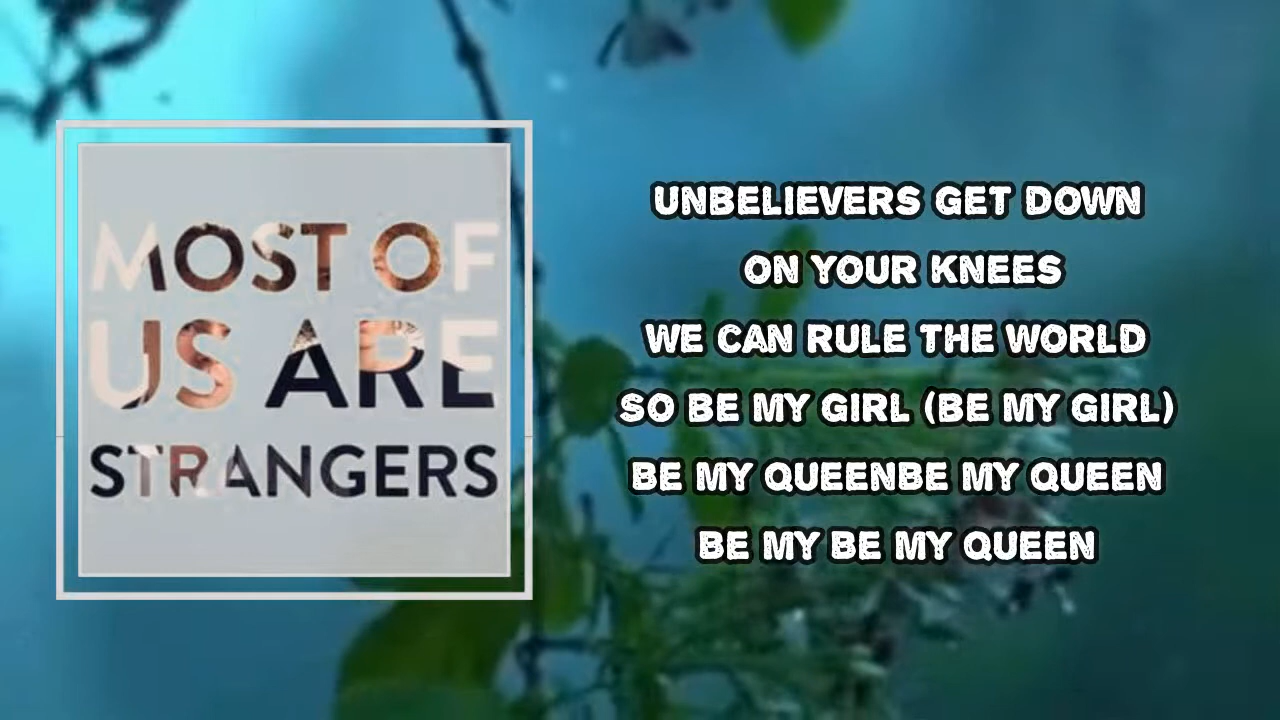 MOST OF
US ARE
STRANGERS
UNBELIEVERS GET DOWN
ON YOUR KNEES
WE CAN RULE THE WORLD
SO BE MY GIRL (BE MY GIRL)
BE MY QUEENBE MY QUEEN
BE MY BE MY QUEEN